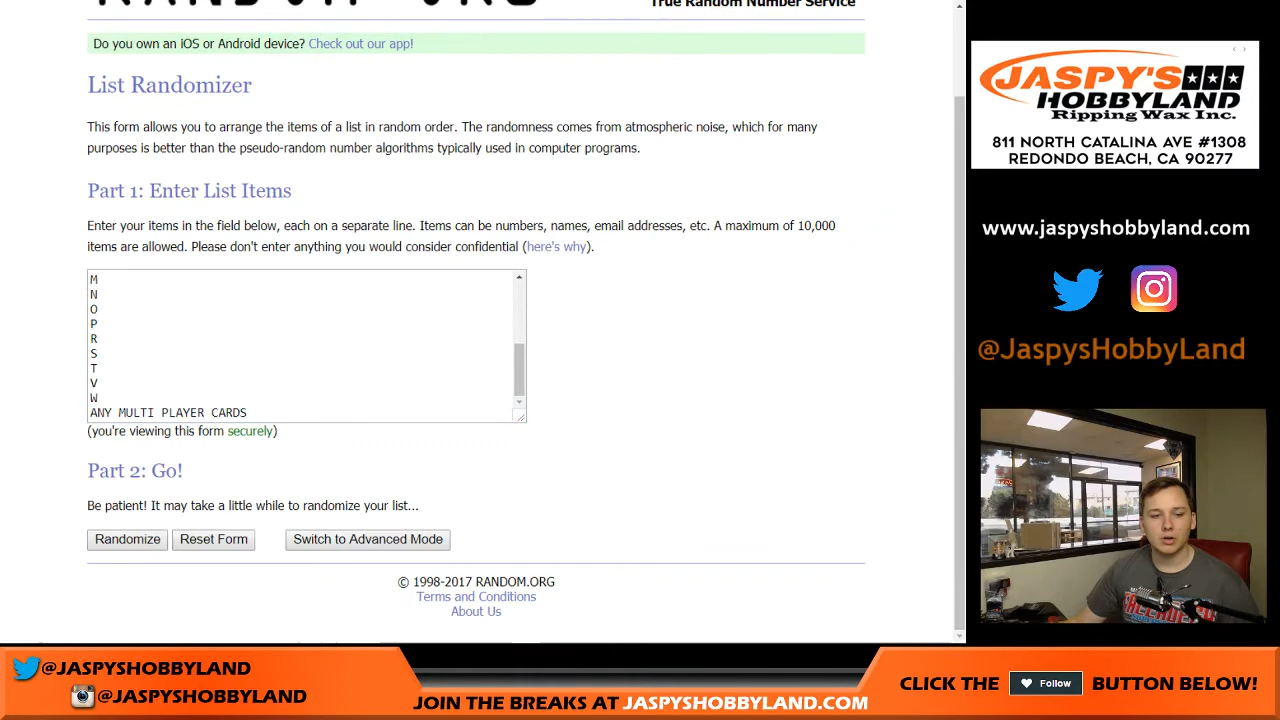 True Random Number Service
Do you own an iOS or Android device? Check out our app!
List Randomizer
This form allows you to arrange the items of a list in random order. The randomness comes from atmospheric noise, which for many
purposes is better than the pseudo-random number algorithms typically used in computer programs.
Part 1: Enter List Items
Enter your items in the field below, each on a separate line. Items can be numbers, names, email addresses, etc. A maximum of 10,000
items are allowed. Please don't enter anything you would consider confidential (here's why).
M
N
O
P
R
S
T
V
W
ANY MULTI PLAYER CARDS
(you're viewing this form securely)
Part 2: Go!
Be patient! It may take a little while to randomize your list...
Randomize Reset Form Switch to Advanced Mode
© 1998-2017 RANDOM.ORG
Terms and Conditions
About Us
JASPY'S
HOBBYLAND
Ripping Wax Inc.
811 NORTH CATALINA AVE #1308
REDONDO BEACH, CA 90277
www.jaspyshobbyland.com
@JaspysHobbyLand
@JASPYSHOBBYLAND
@JASPYSHOBBYLAND
JOIN THE BREAKS AT JASPYSHOBBYLAND.COM
CLICK THE Follow BUTTON BELOW!